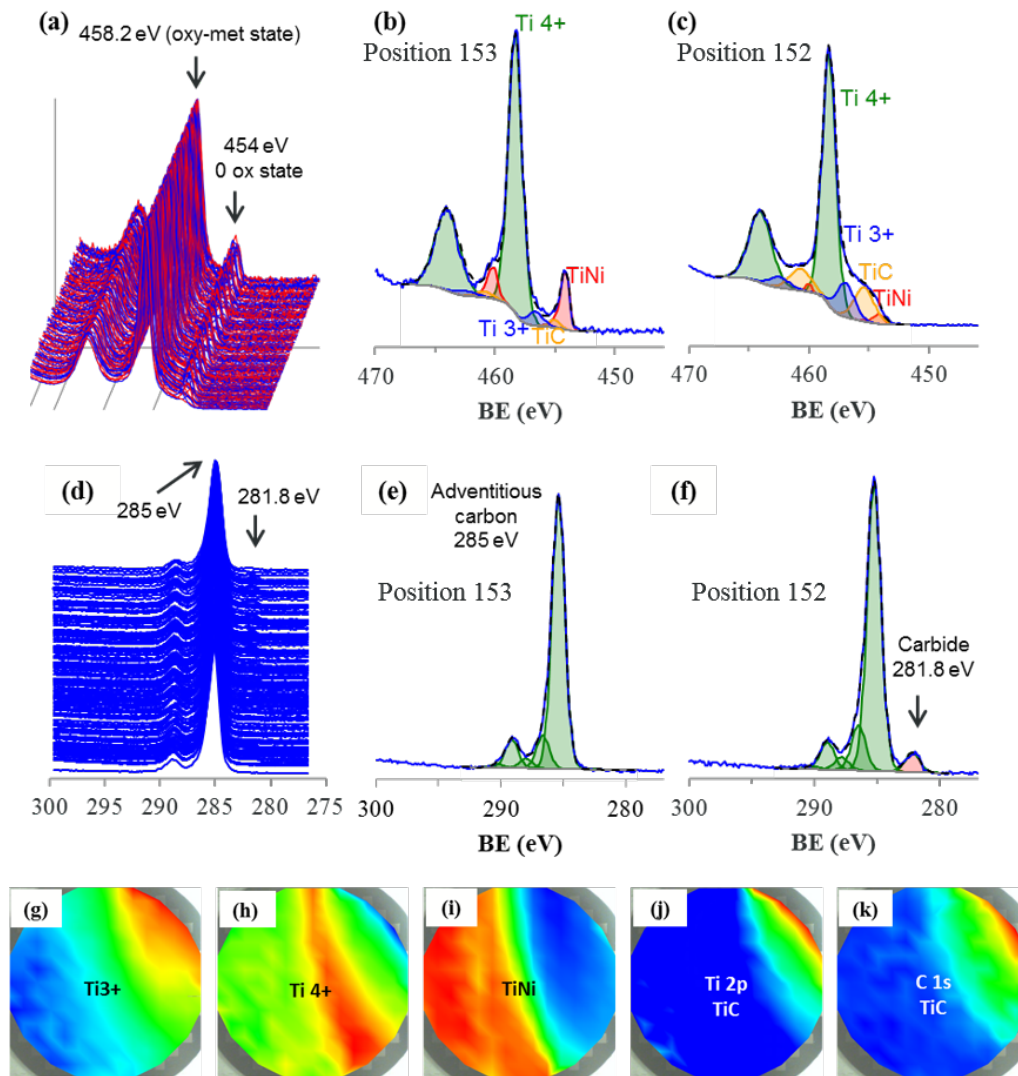 (a)
458.2 eV (oxy-met state)
454 eV
0 ox state
(b)
Ti 4+
Position 153
TiNi
Ti 3+
TiC
470
460
450
BE (eV)
(c)
Position 152
Ti 4+
Ti 3+
TiC
TiNi
470
460
450
BE (eV)
(d)
285 eV
281.8 eV
300
295
290
285
280
275
(e)
Adventitious
carbon
285 eV
Position 153
300
290
280
BE (eV)
(f)
Position 152
Carbide
281.8 eV
300
290
280
BE (eV)
(g)
Ti3+
(h)
Ti 4+
(i)
TiNi
(j)
Ti 2p
TiC
(k)
C 1s
TiC